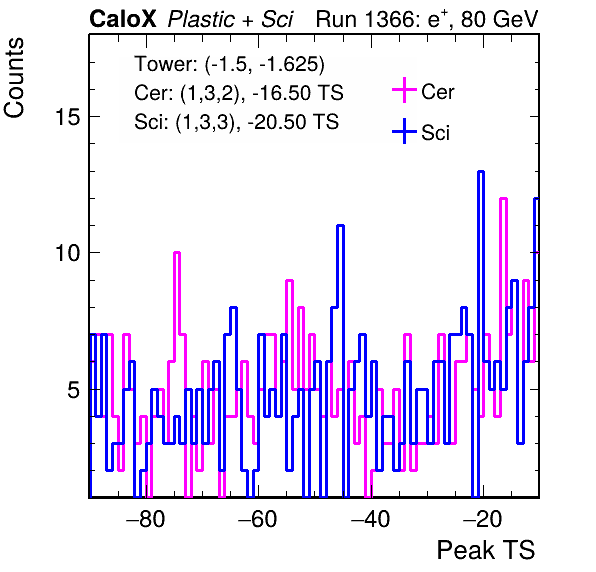 CaloX Plastic + Sci Run 1366: e+, 80 GeV
Tower: (-1.5, -1.625)
Cer: (1,3,2), -16.50 TS
Sci: (1,3,3), -20.50 TS
Cer
Sci
Counts
15
10
5
−80 −60 −40 −20
Peak TS